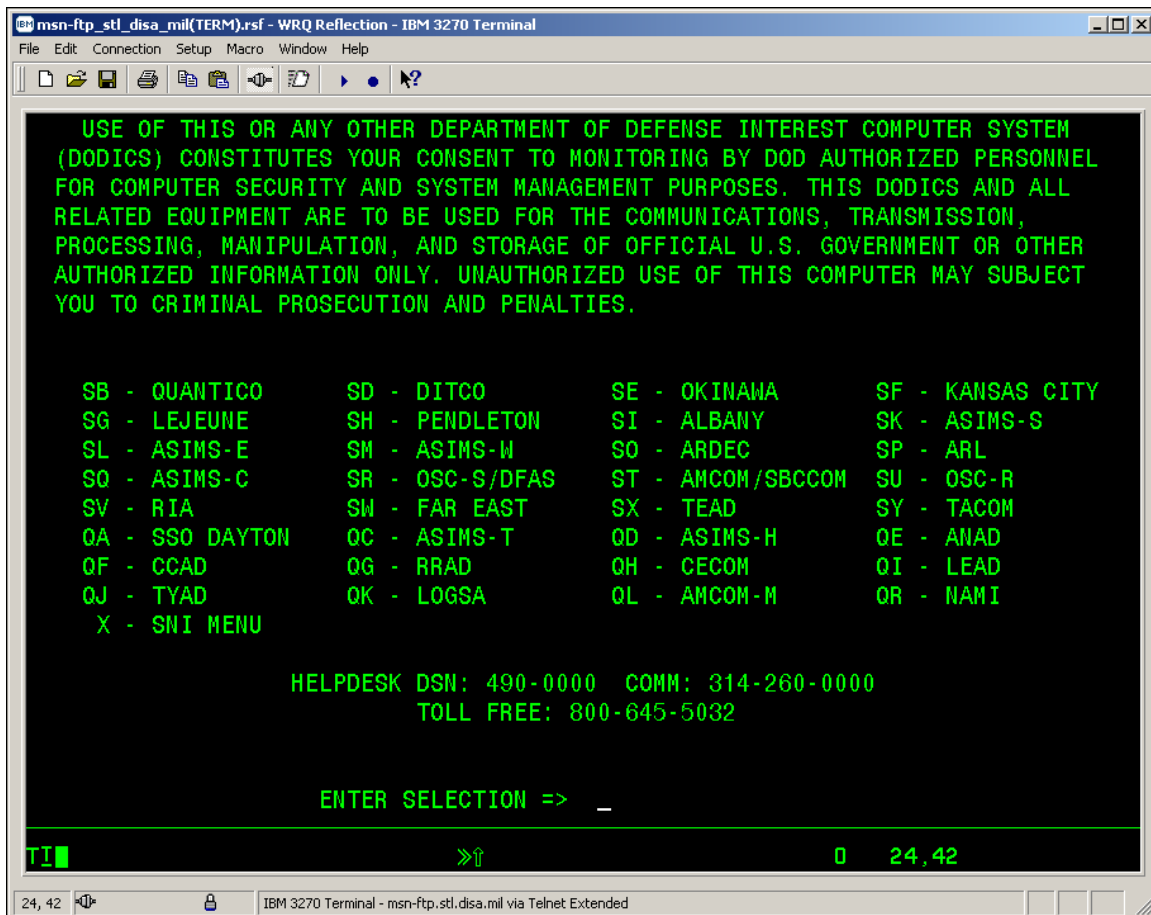 msn-ftp_stl_disa_mil(TERM).rsf - WRQ Reflection - IBM 3270 Terminal
File Edit Connection Setup Macro Window Help
USE OF THIS OR ANY OTHER DEPARTMENT OF DEFENSE INTEREST COMPUTER SYSTEM
(DODICS) CONSTITUTES YOUR CONSENT TO MONITORING BY DOD AUTHORIZED PERSONNEL
FOR COMPUTER SECURITY AND SYSTEM MANAGEMENT PURPOSES. THIS DODICS AND ALL
RELATED EQUIPMENT ARE TO BE USED FOR THE COMMUNICATIONS, TRANSMISSION,
PROCESSING, MANIPULATION, AND STORAGE OF OFFICIAL U.S. GOVERNMENT OR OTHER
AUTHORIZED INFORMATION ONLY. UNAUTHORIZED USE OF THIS COMPUTER MAY SUBJECT
YOU TO CRIMINAL PROSECUTION AND PENALTIES.
SB - QUANTICO SD - DITCO SE - OKINAWA SF - KANSAS CITY
SG - LEJEUNE SH - PENDLETON SI - ALBANY SK - ASIMS-S
SL - ASIMS-E SM - ASIMS-W SO - ARDEC SP - ARL
SQ - ASIMS-C SR - OSC-S/DFAS ST - AMCOM/SBCCOM SU - OSC-R
SV - RIA SW - FAR EAST SX - TEAD SY - TACOM
QA - SSO DAYTON QC - ASIMS-T QD - ASIMS-H QE - ANAD
QF - CCAD QG - RRAD QH - CECOM QI - LEAD
QJ - TYAD QK - LOGSA QL - AMCOM-M QR - NAMI
X - SNI MENU
HELPDESK DSN: 490-0000 COMM: 314-260-0000
TOLL FREE: 800-645-5032
ENTER SELECTION => _
TI 0 24,42
24, 42 IBM 3270 Terminal - msn-ftp.stl.disa.mil via Telnet Extended